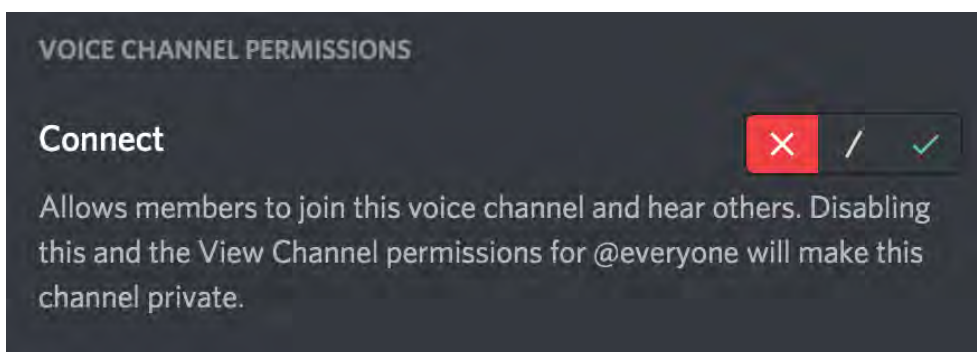 VOICE CHANNEL PERMISSIONS
Connect
Allows members to join this voice channel and hear others. Disabling
this and the View Channel permissions for @everyone will make this
channel private.